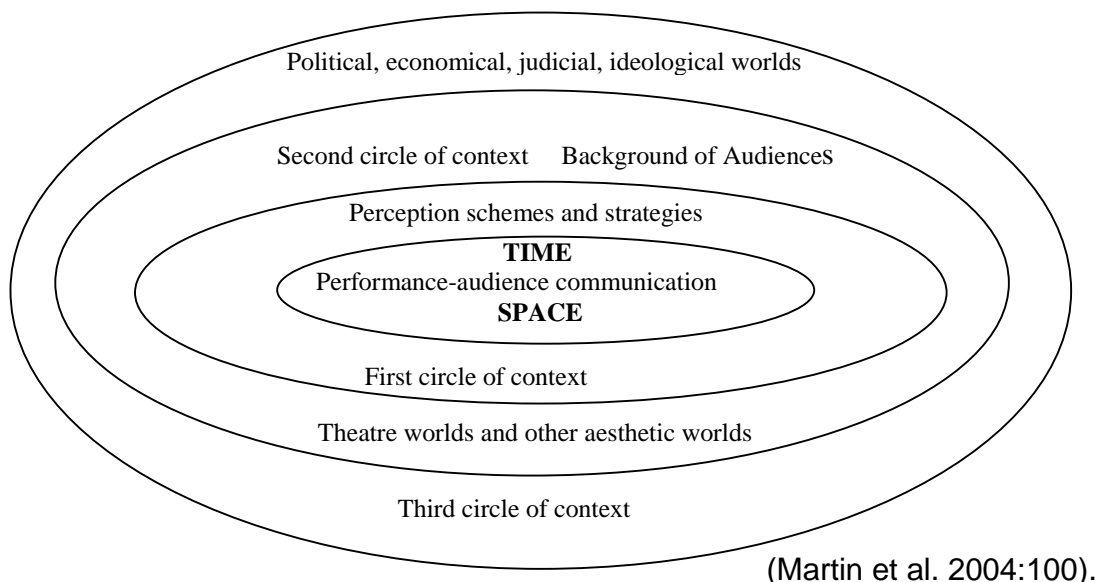 Political, economical, judicial, ideological worlds
Second circle of context Background of Audiences
Perception schemes and strategies
TIME
Performance-audience communication
SPACE
First circle of context
Theatre worlds and other aesthetic worlds
Third circle of context
(Martin et al. 2004:100).